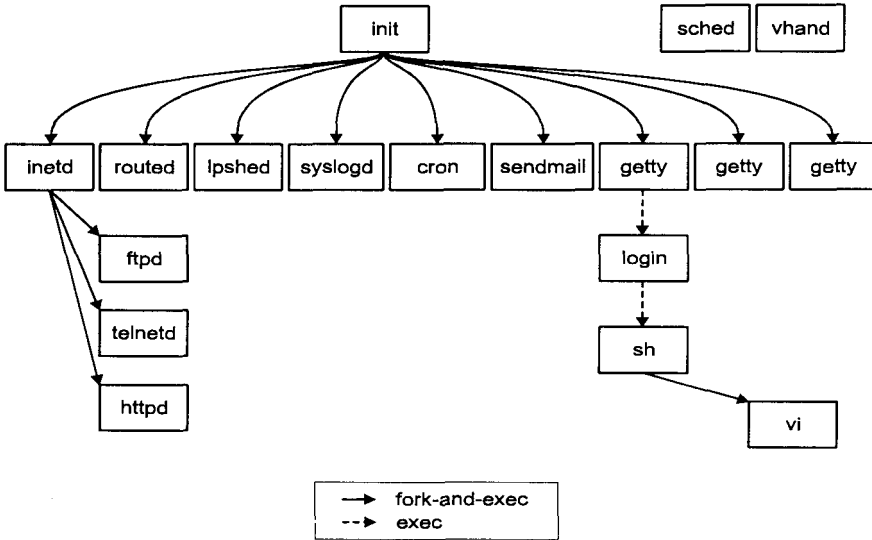 init
sched
vhand
inetd
routed
lpshed
syslogd
cron
sendmail
getty
getty
getty
ftpd
login
telnetd
sh
httpd
vi
fork-and-exec
exec